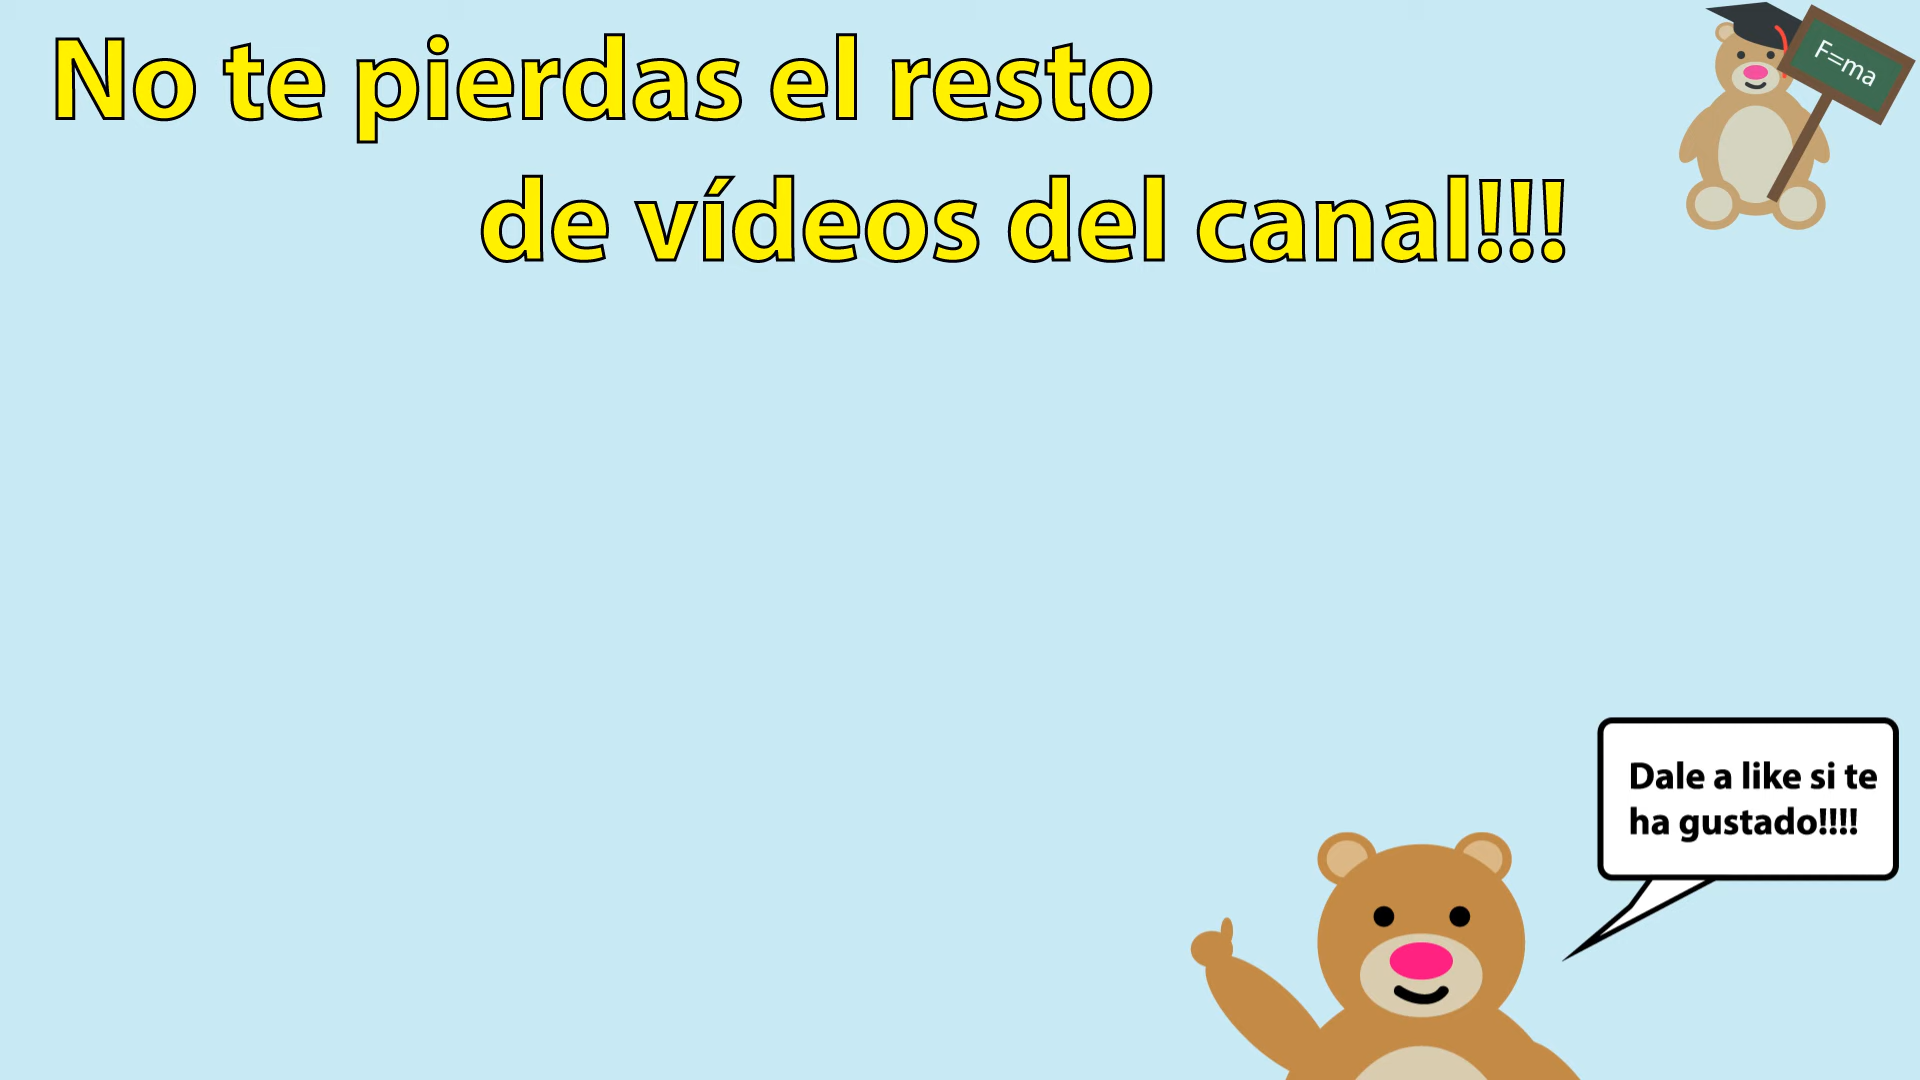 No te pierdas el resto
de vídeos del canal!!!
F=ma
Dale a like si te
ha gustado!!!!